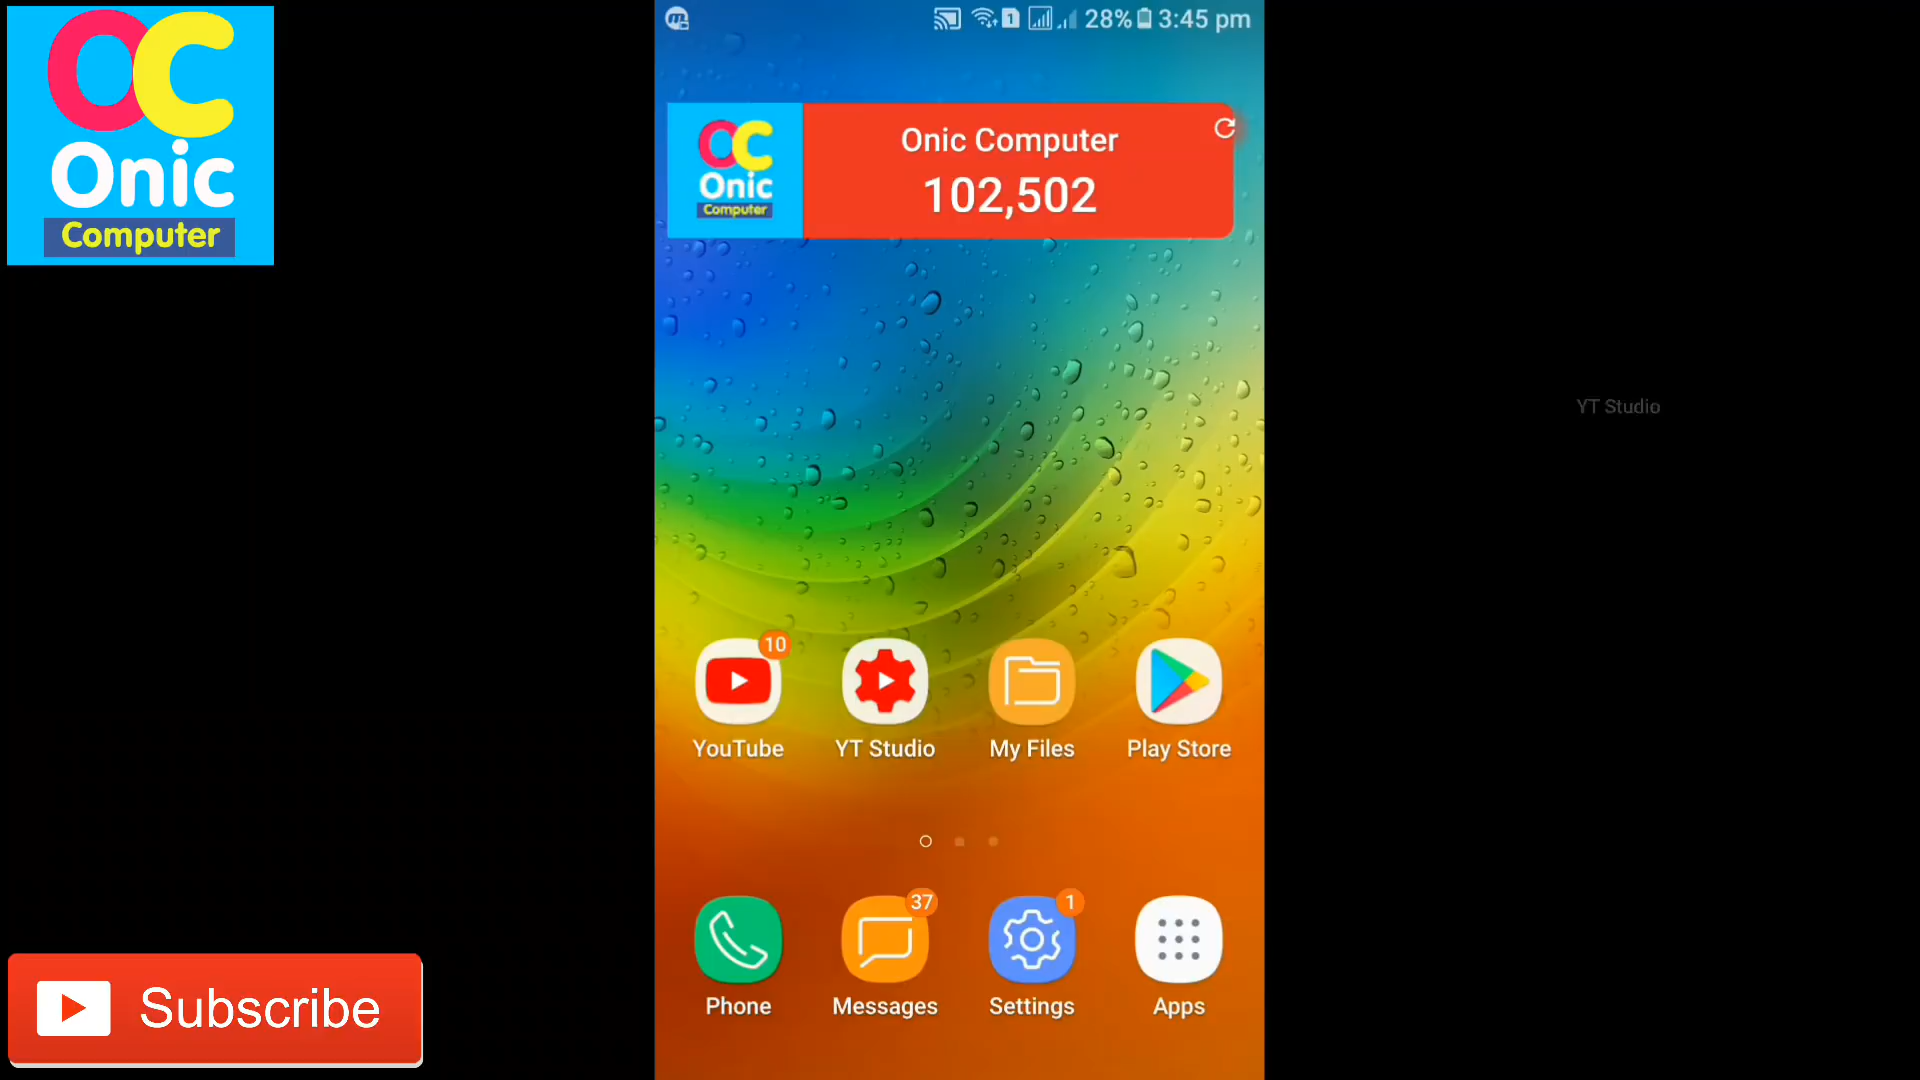 OC
Onic
Computer
1 28% 3:45 pm
OC
Onic
Computer
Onic Computer
102,502
YT Studio
10
YouTube
YT Studio
My Files
Play Store
37
1
Phone
Messages
Settings
Apps
Subscribe